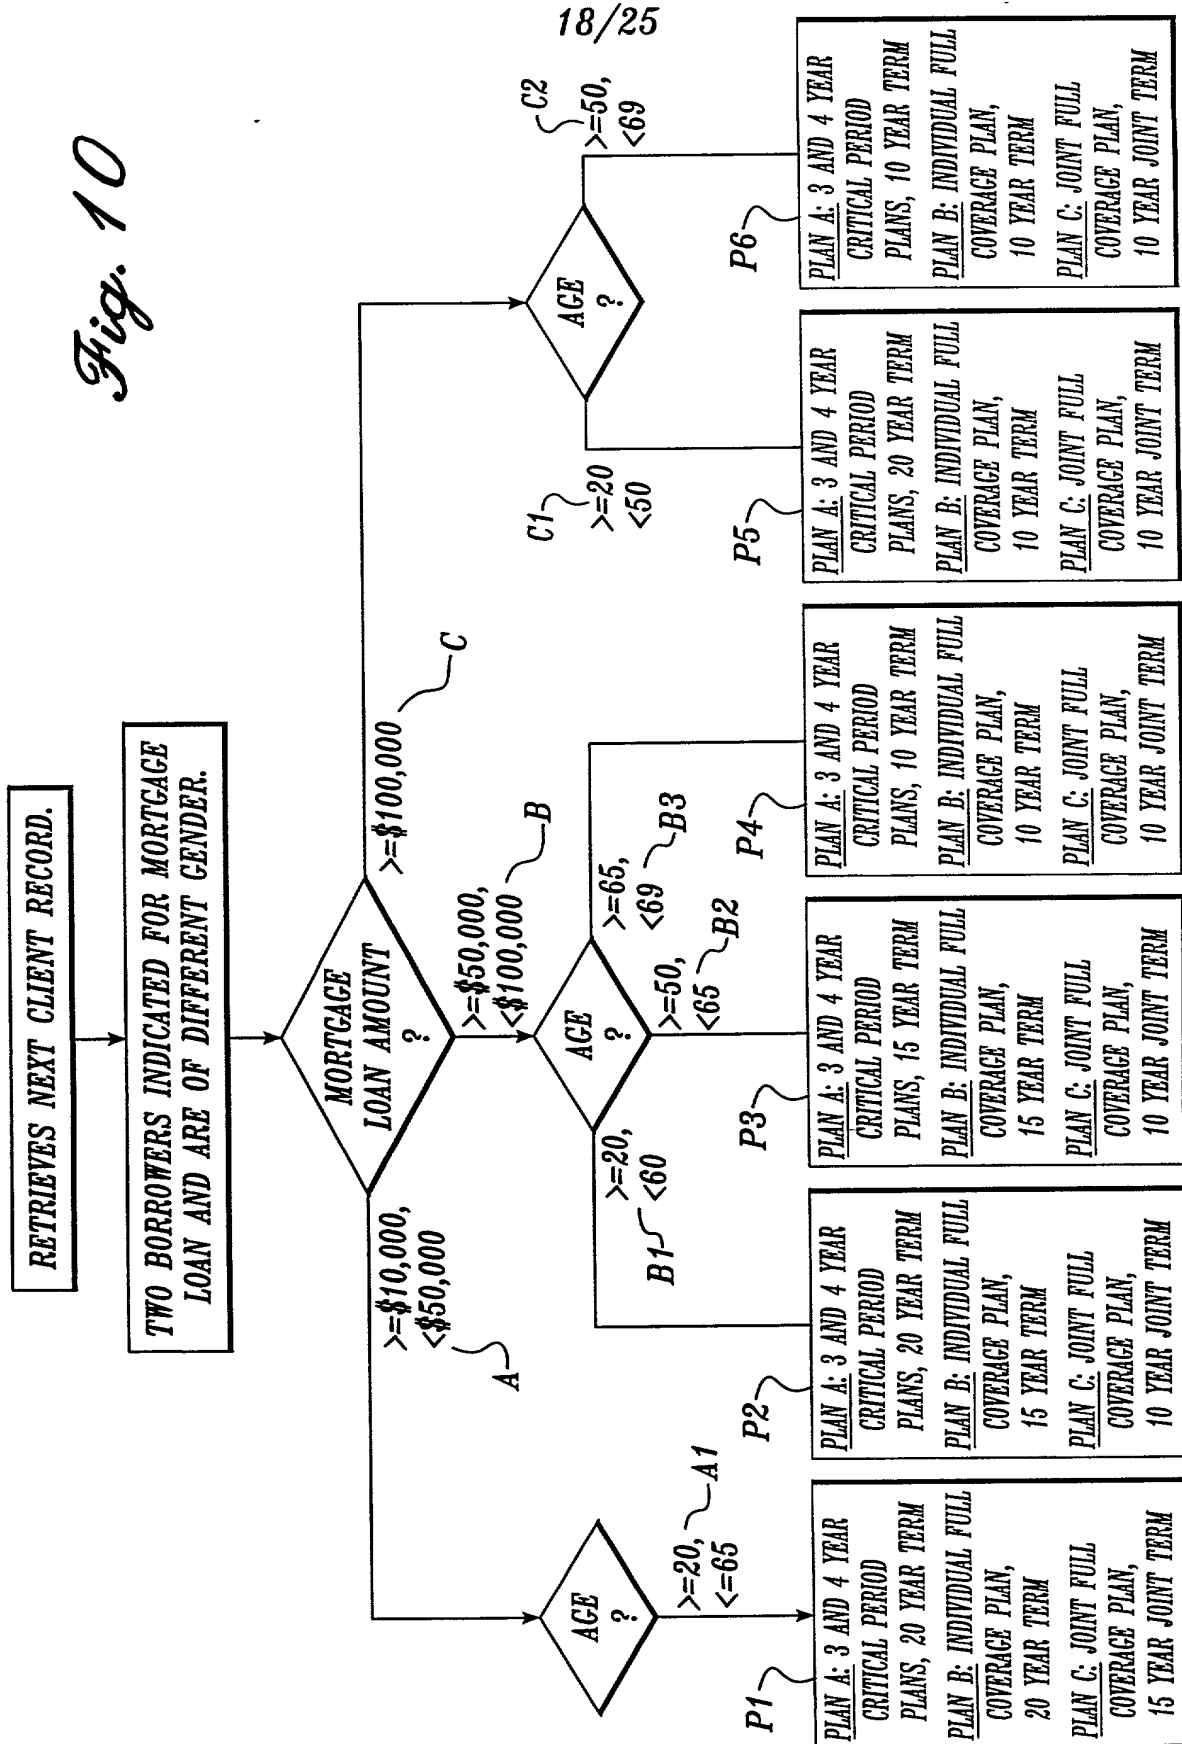 18/25
Fig. 10
RETRIEVES NEXT CLIENT RECORD.
TWO BORROWERS INDICATED FOR MORTGAGE
LOAN AND ARE OF DIFFERENT GENDER.
MORTGAGE
LOAN AMOUNT
?
>=$10,000,
<$50,000
A
>=$50,000,
<$100,000
B
>=$100,000
C
AGE
?
>=20,
<=65
A1
AGE
?
>=20,
<60
B1
>=50,
<65
B2
>=65,
<69
B3
AGE
?
C1
>=20
<50
C2
>=50,
<69
P1
PLAN A: 3 AND 4 YEAR
CRITICAL PERIOD
PLANS, 20 YEAR TERM
PLAN B: INDIVIDUAL FULL
COVERAGE PLAN,
20 YEAR TERM
PLAN C: JOINT FULL
COVERAGE PLAN,
15 YEAR JOINT TERM
P2
PLAN A: 3 AND 4 YEAR
CRITICAL PERIOD
PLANS, 20 YEAR TERM
PLAN B: INDIVIDUAL FULL
COVERAGE PLAN,
15 YEAR TERM
PLAN C: JOINT FULL
COVERAGE PLAN,
10 YEAR JOINT TERM
P3
PLAN A: 3 AND 4 YEAR
CRITICAL PERIOD
PLANS, 15 YEAR TERM
PLAN B: INDIVIDUAL FULL
COVERAGE PLAN,
15 YEAR TERM
PLAN C: JOINT FULL
COVERAGE PLAN,
10 YEAR JOINT TERM
P4
PLAN A: 3 AND 4 YEAR
CRITICAL PERIOD
PLANS, 10 YEAR TERM
PLAN B: INDIVIDUAL FULL
COVERAGE PLAN,
10 YEAR TERM
PLAN C: JOINT FULL
COVERAGE PLAN,
10 YEAR JOINT TERM
P5
PLAN A: 3 AND 4 YEAR
CRITICAL PERIOD
PLANS, 20 YEAR TERM
PLAN B: INDIVIDUAL FULL
COVERAGE PLAN,
10 YEAR TERM
PLAN C: JOINT FULL
COVERAGE PLAN,
10 YEAR JOINT TERM
P6
PLAN A: 3 AND 4 YEAR
CRITICAL PERIOD
PLANS, 10 YEAR TERM
PLAN B: INDIVIDUAL FULL
COVERAGE PLAN,
10 YEAR TERM
PLAN C: JOINT FULL
COVERAGE PLAN,
10 YEAR JOINT TERM